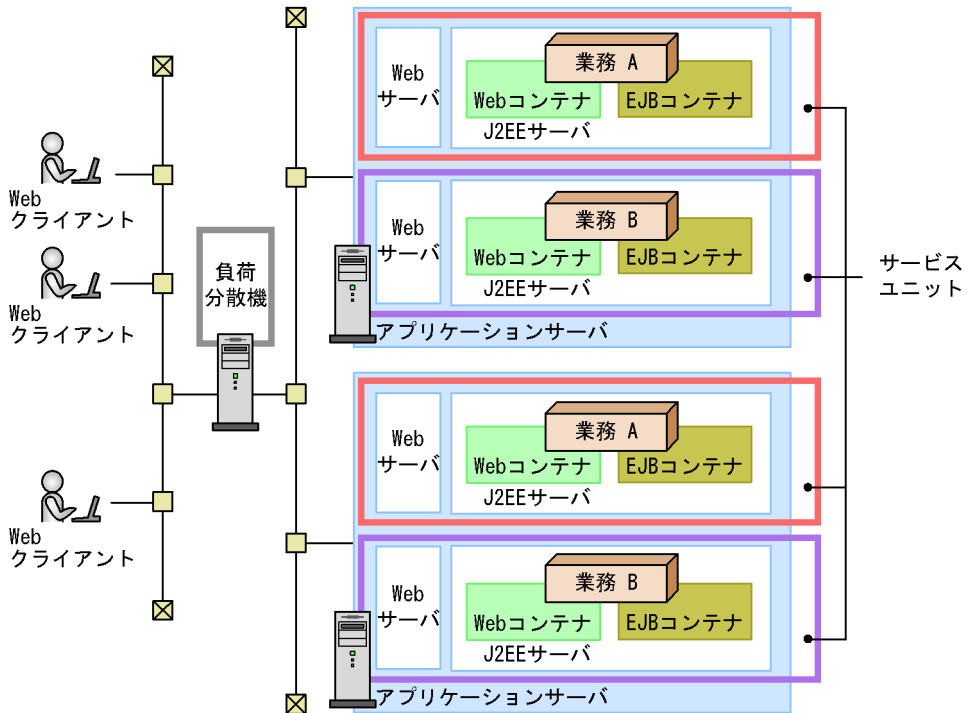 Web
クライアント
Web
クライアント
Web
クライアント
負荷
分散機
Web
サーバ
業務 A
Webコンテナ
EJBコンテナ
J2EEサーバ
Web
サーバ
業務 B
Webコンテナ
EJBコンテナ
J2EEサーバ
アプリケーションサーバ
Web
サーバ
業務 A
Webコンテナ
EJBコンテナ
J2EEサーバ
Web
サーバ
業務 B
Webコンテナ
EJBコンテナ
J2EEサーバ
アプリケーションサーバ
サービス
ユニット